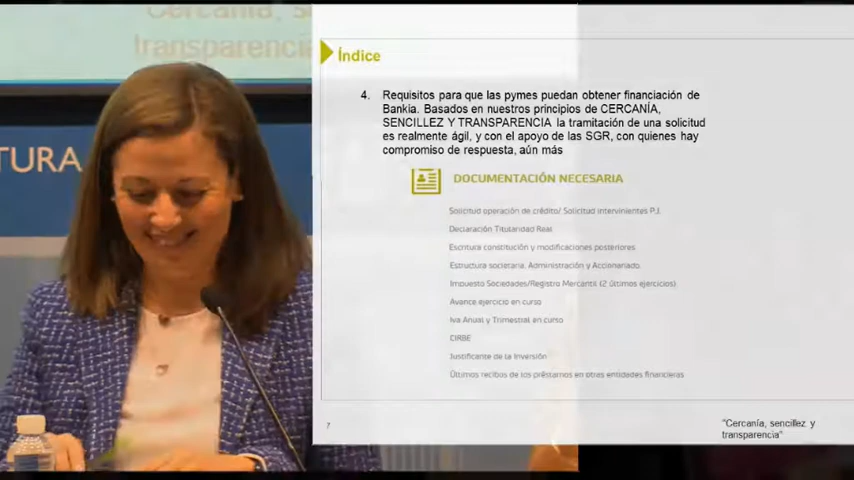 Cercanía, s
transparenci
TURA
Índice
4. Requisitos para que las pymes puedan obtener financiación de
Bankia. Basados en nuestros principios de CERCANÍA,
SENCILLEZ Y TRANSPARENCIA la tramitación de una solicitud
es realmente ágil, y con el apoyo de las SGR, con quienes hay
compromiso de respuesta, aún más
DOCUMENTACIÓN NECESARIA
Solicitud operación de crédito/ Solicitud intervinientes P.J.
Declaración Titularidad Real
Escritura constitución y modificaciones posteriores
Estructura societaria. Administración y Accionariado.
Impuesto Sociedades/Registro Mercantil (2 últimos ejercicios)
Avance ejercicio en curso
Iva Anual y Trimestral en curso
CIRBE
Justificante de la Inversión
Últimos recibos de los préstamos en otras entidades financieras
7
"Cercanía, sencillez y
transparencia"